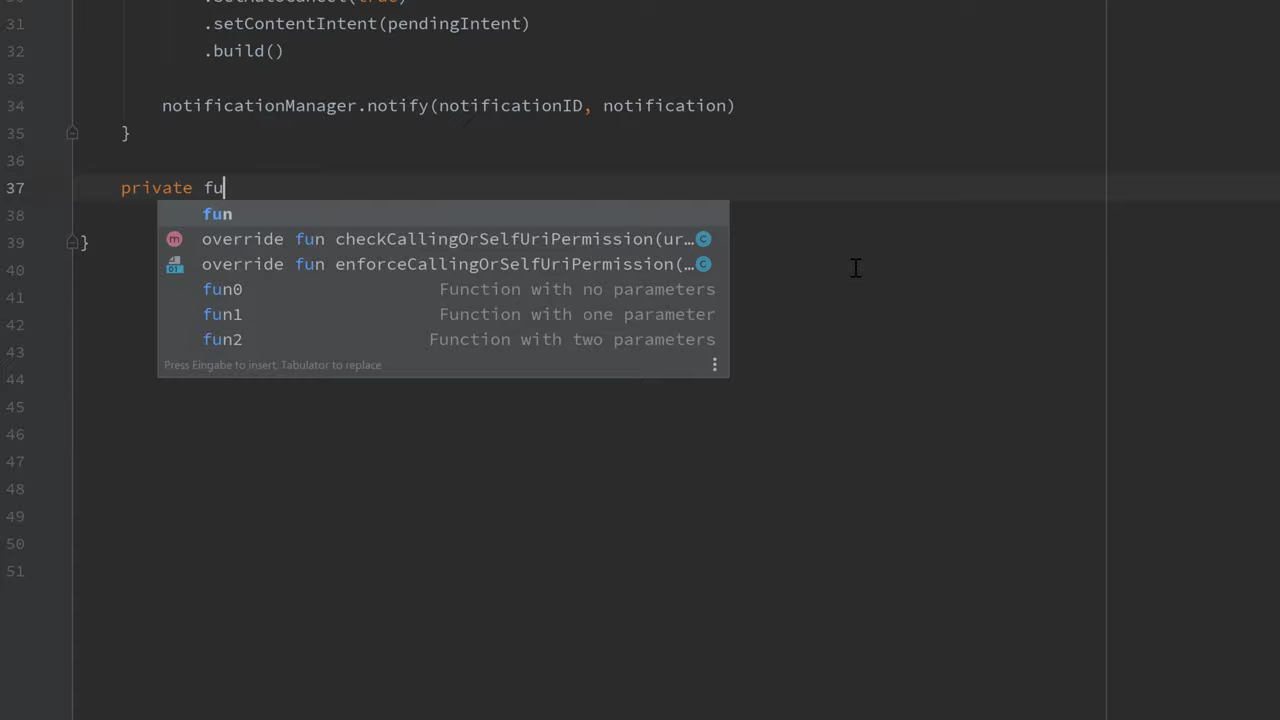 31 .setContentIntent(pendingIntent)
32 .build()
33
34 notificationManager.notify(notificationID, notification)
35 }
36
37 private fu
38
39 }
40
41
42
43
44
45
46
47
48
49
50
51
fun
m override fun checkCallingOrSelfUriPermission(ur… C
01 override fun enforceCallingOrSelfUriPermission(… C
fun0 Function with no parameters
fun1 Function with one parameter
fun2 Function with two parameters
Press Eingabe to insert, Tabulator to replace